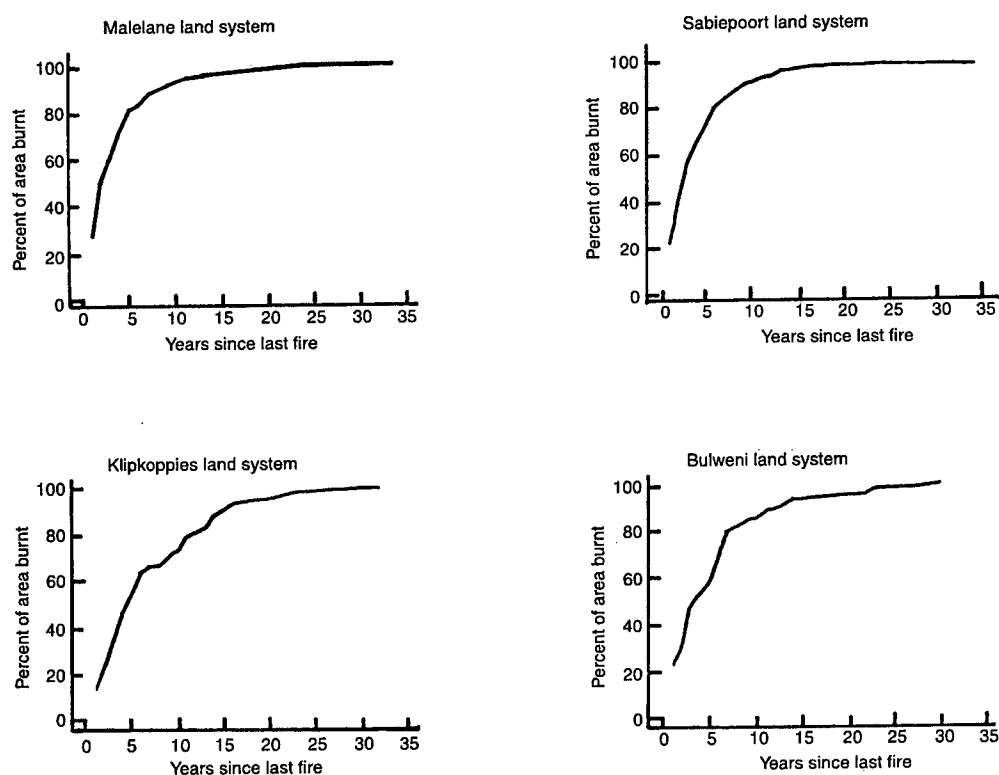 Malelane land system
Percent of area burnt
100
80
60
40
20
0
0 5 10 15 20 25 30 35
Years since last fire
Sabiepoort land system
Percent of area burnt
100
80
60
40
20
0
0 5 10 15 20 25 30 35
Years since last fire
Klipkoppies land system
Percent of area burnt
100
80
60
40
20
0
0 5 10 15 20 25 30 35
Years since last fire
Bulweni land system
Percent of area burnt
100
80
60
40
20
0
0 5 10 15 20 25 30 35
Years since last fire